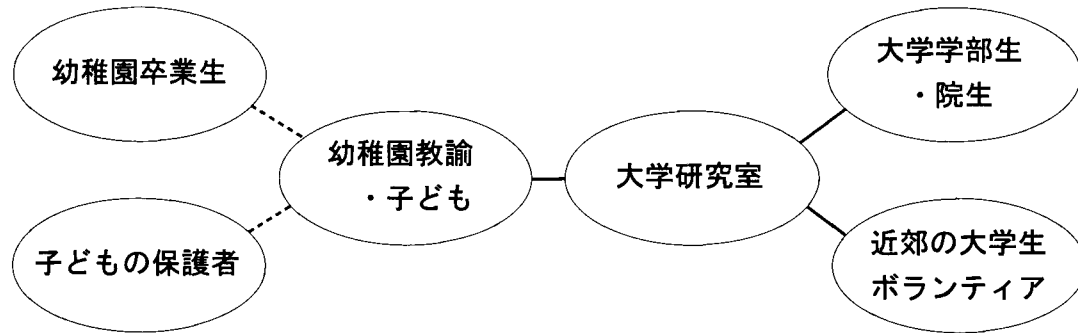 幼稚園卒業生
子どもの保護者
幼稚園教諭
・子ども
大学研究室
大学学部生
・院生
近郊の大学生
ボランティア